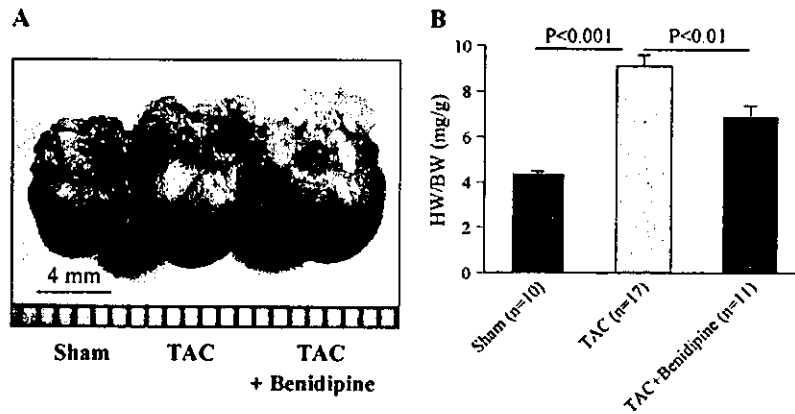 A
4 mm
Sham
TAC
TAC
+ Benidipine
B
P<0.001
P<0.01
10
8
6
4
2
0
HW/BW (mg/g)
Sham (n=10)
TAC (n=17)
TAC+Benidipine (n=11)